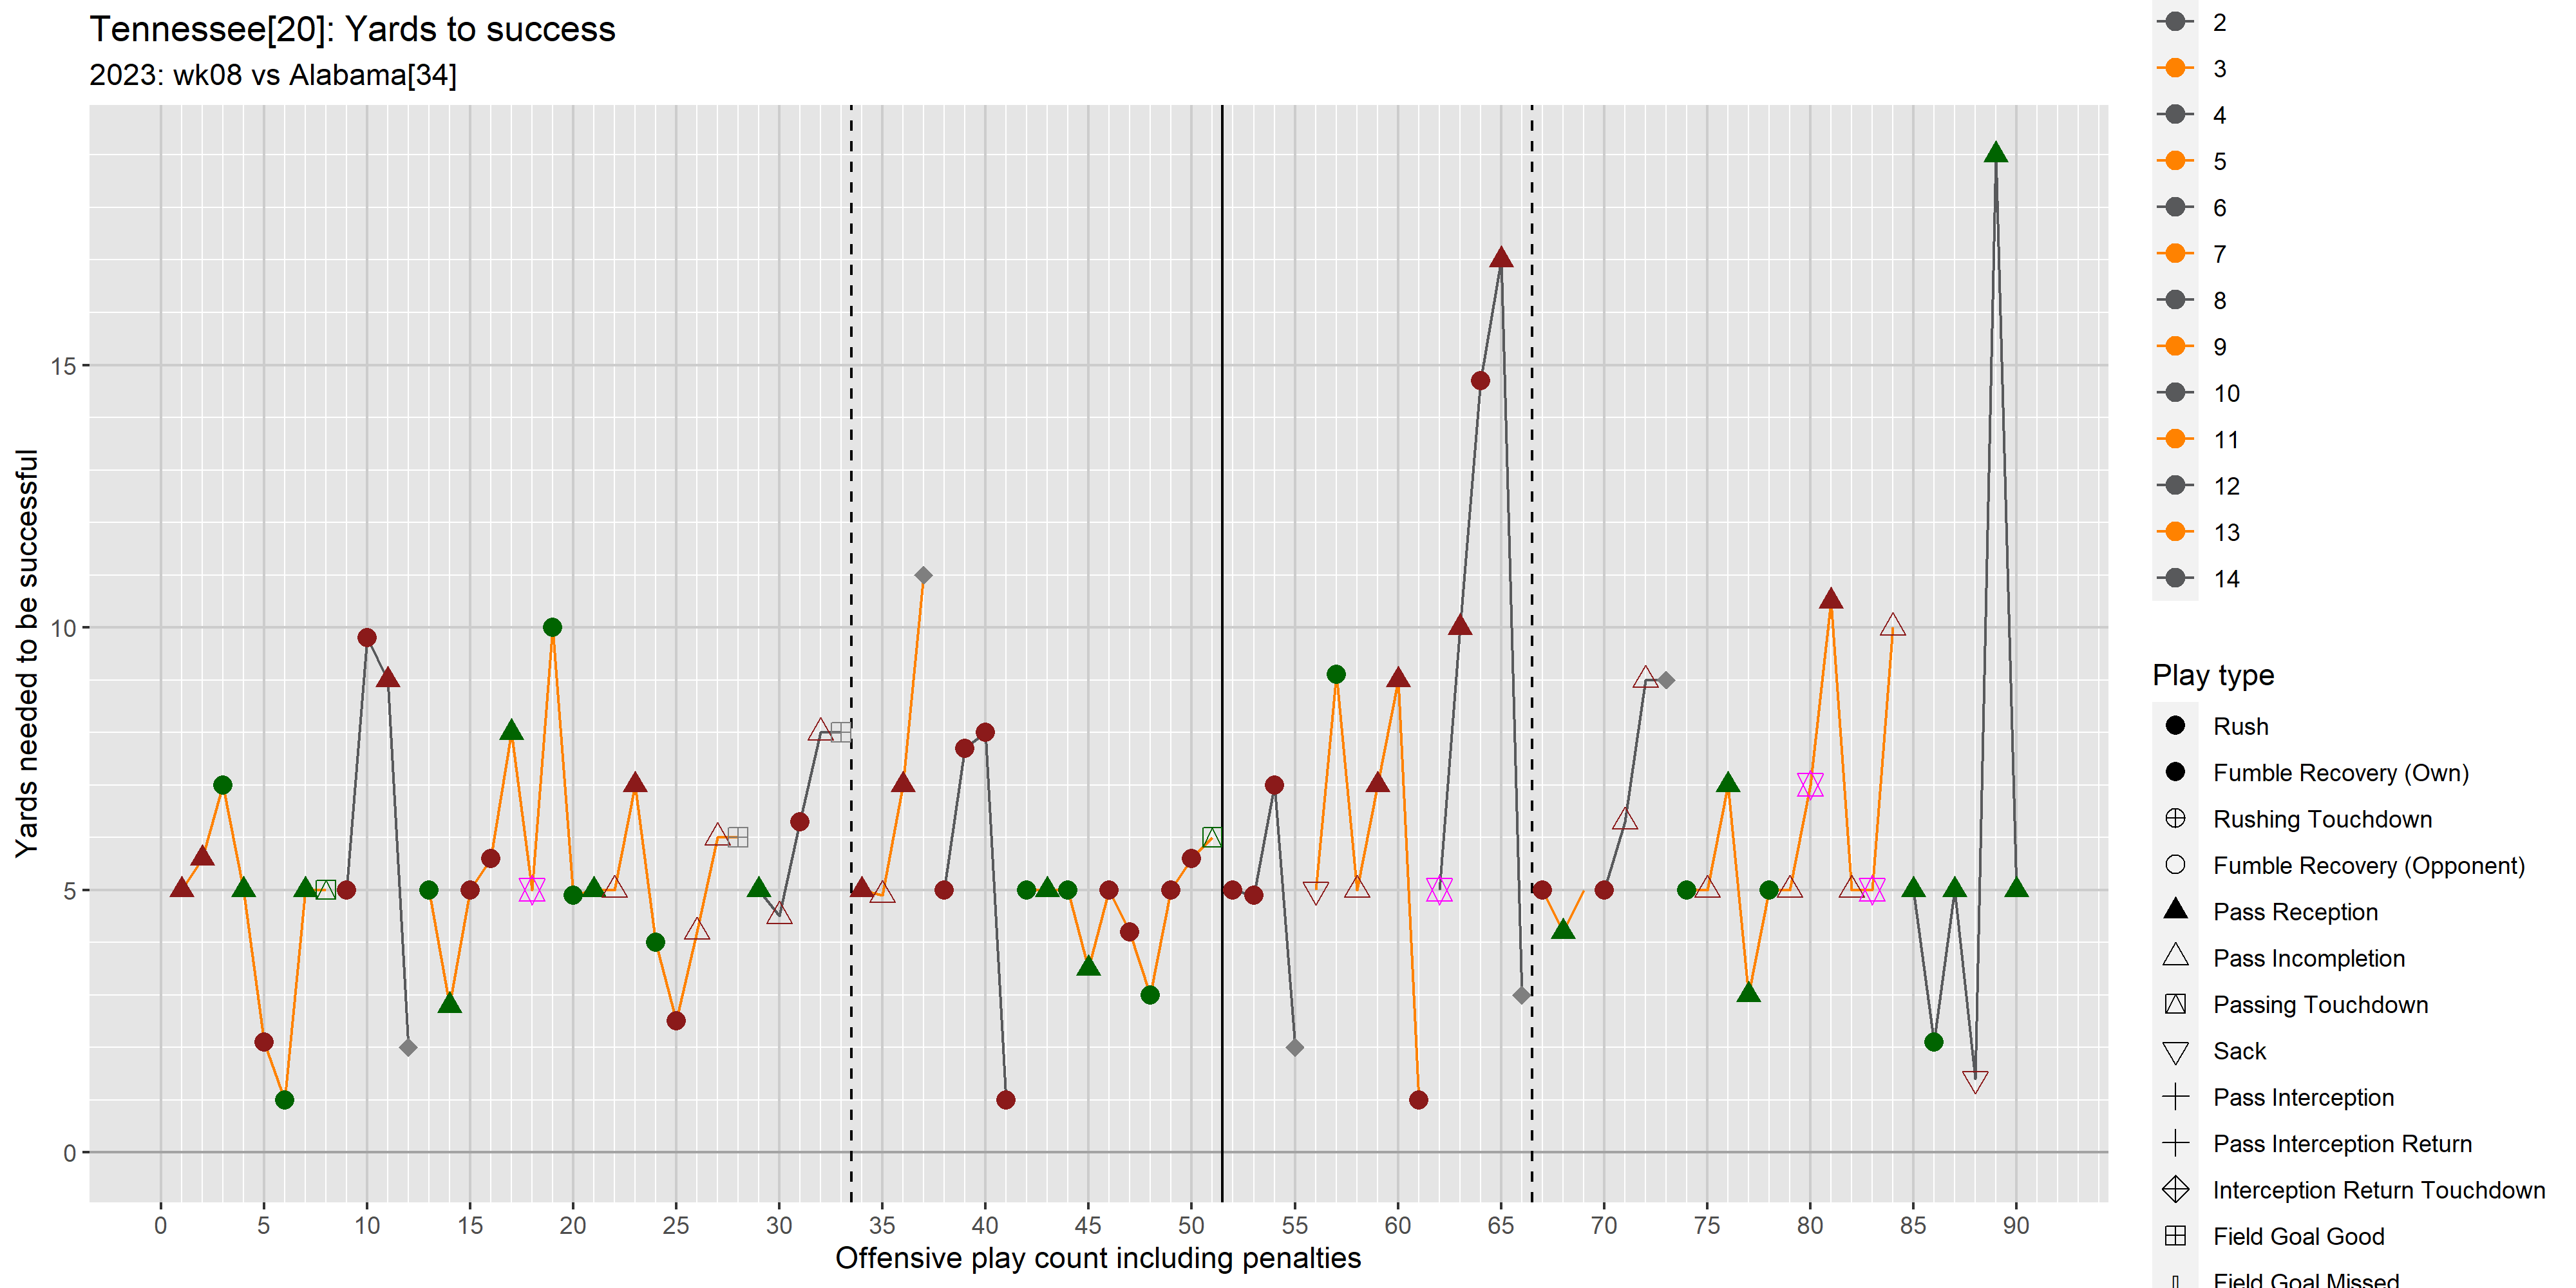 Tennessee[20]: Yards to success
2023: wk08 vs Alabama[34]
Yards needed to be successful
15
10
5
0
0 5 10 15 20 25 30 35 40 45 50 55 60 65 70 75 80 85 90
Offensive play count including penalties
2
3
4
5
6
7
8
9
10
11
12
13
14
Play type
Rush
Fumble Recovery (Own)
Rushing Touchdown
Fumble Recovery (Opponent)
Pass Reception
Pass Incompletion
Passing Touchdown
Sack
Pass Interception
Pass Interception Return
Interception Return Touchdown
Field Goal Good
Field Goal Missed